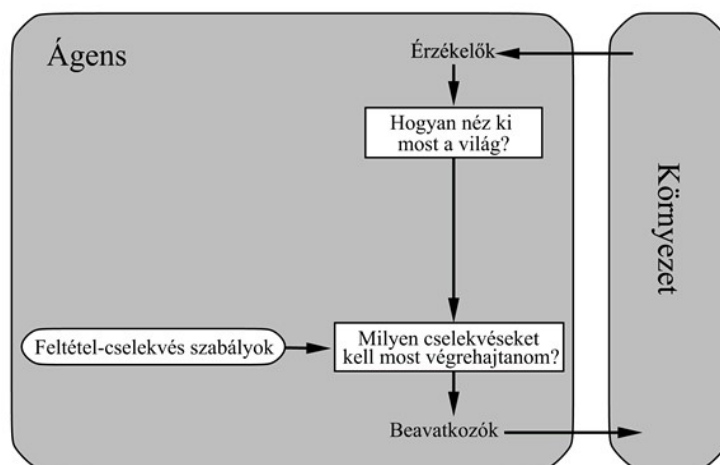 Ágens
Érzékelők
Hogyan néz ki
most a világ?
Környezet
Feltétel-cselekvés szabályok
Milyen cselekvéseket
kell most végrehajtanom?
Beavatkozók